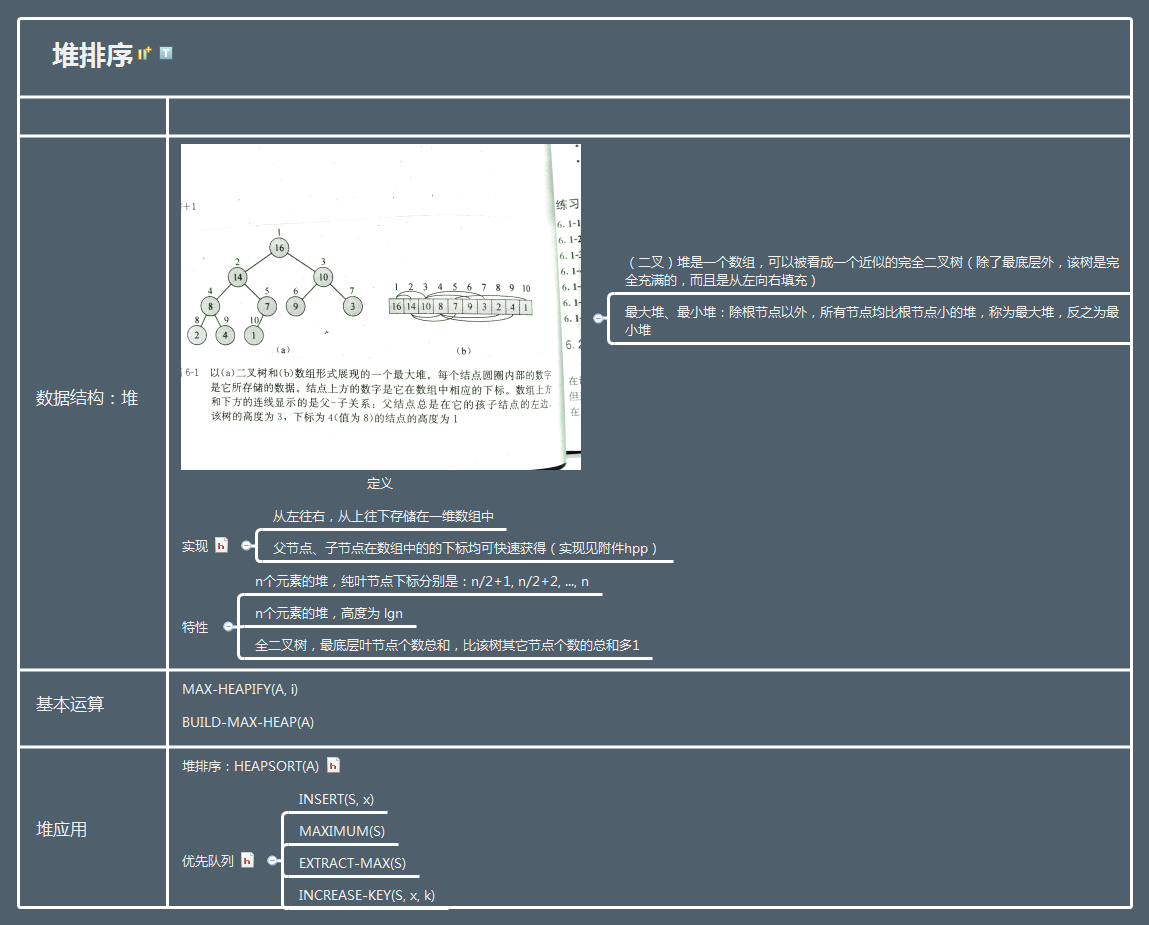 堆排序
数据结构：堆
+1
1
16
2
3
14
10
4
5
6
7
8
7
9
3
8
9
10
2
4
1
(a)
1 2 3 4 5 6 7 8 9 10
16 14 10 8 7 9 3 2 4 1
(b)
6-1 以(a)二叉树和(b)数组形式展现的一个最大堆。每个结点圆圈内部的数字
是它所存储的数据。结点上方的数字是它在数组中相应的下标。数组上方
和下方的连线显示的是父-子关系：父结点总是在它的孩子结点的左边。
该树的高度为3，下标为4(值为8)的结点的高度为1
练习
6.1-1
6.1-2
6.1-3
6.1-
6.1-
6.1-
6.1-
6.2
在
但
在
定义
（二叉）堆是一个数组，可以被看成一个近似的完全二叉树（除了最底层外，该树是完
全充满的，而且是从左向右填充）
最大堆、最小堆：除根节点以外，所有节点均比根节点小的堆，称为最大堆，反之为最
小堆
实现
从左往右，从上往下存储在一维数组中
父节点、子节点在数组中的的下标均可快速获得（实现见附件hpp）
特性
n个元素的堆，纯叶节点下标分别是：n/2+1, n/2+2, ..., n
n个元素的堆，高度为 lgn
全二叉树，最底层叶节点个数总和，比该树其它节点个数的总和多1
基本运算
MAX-HEAPIFY(A, i)
BUILD-MAX-HEAP(A)
堆应用
堆排序：HEAPSORT(A)
优先队列
INSERT(S, x)
MAXIMUM(S)
EXTRACT-MAX(S)
INCREASE-KEY(S, x, k)